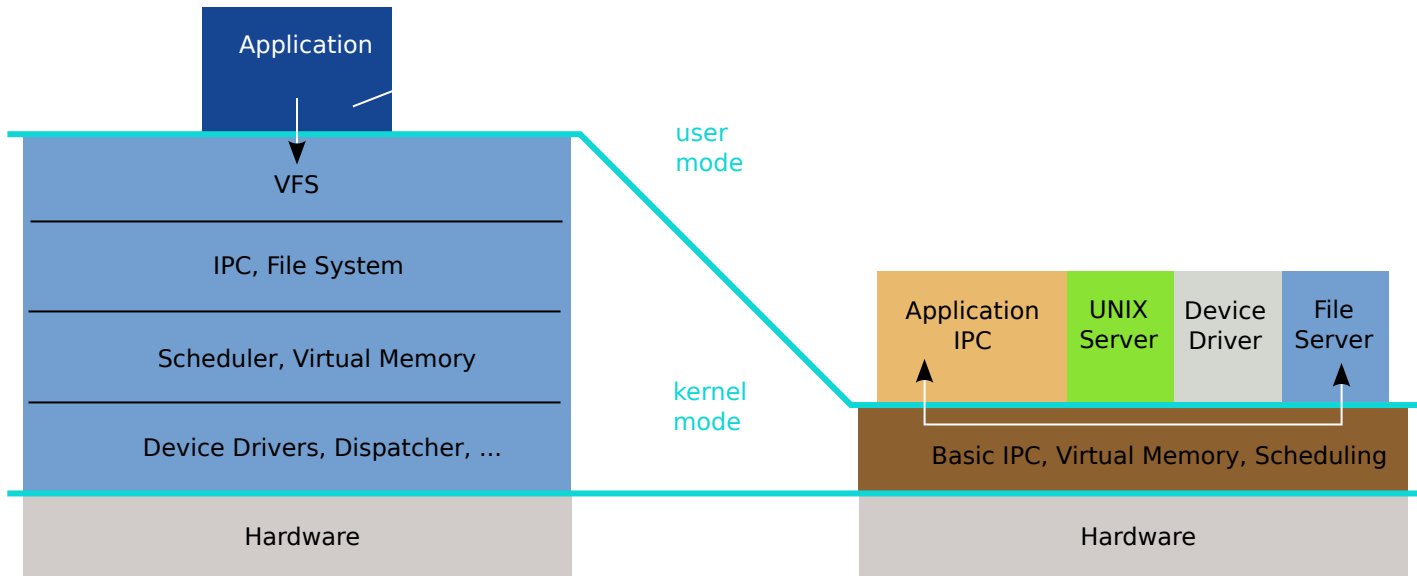 Application
VFS
IPC, File System
Scheduler, Virtual Memory
Device Drivers, Dispatcher, ...
Hardware
user
mode
kernel
mode
Application
IPC
UNIX
Server
Device
Driver
File
Server
Basic IPC, Virtual Memory, Scheduling
Hardware